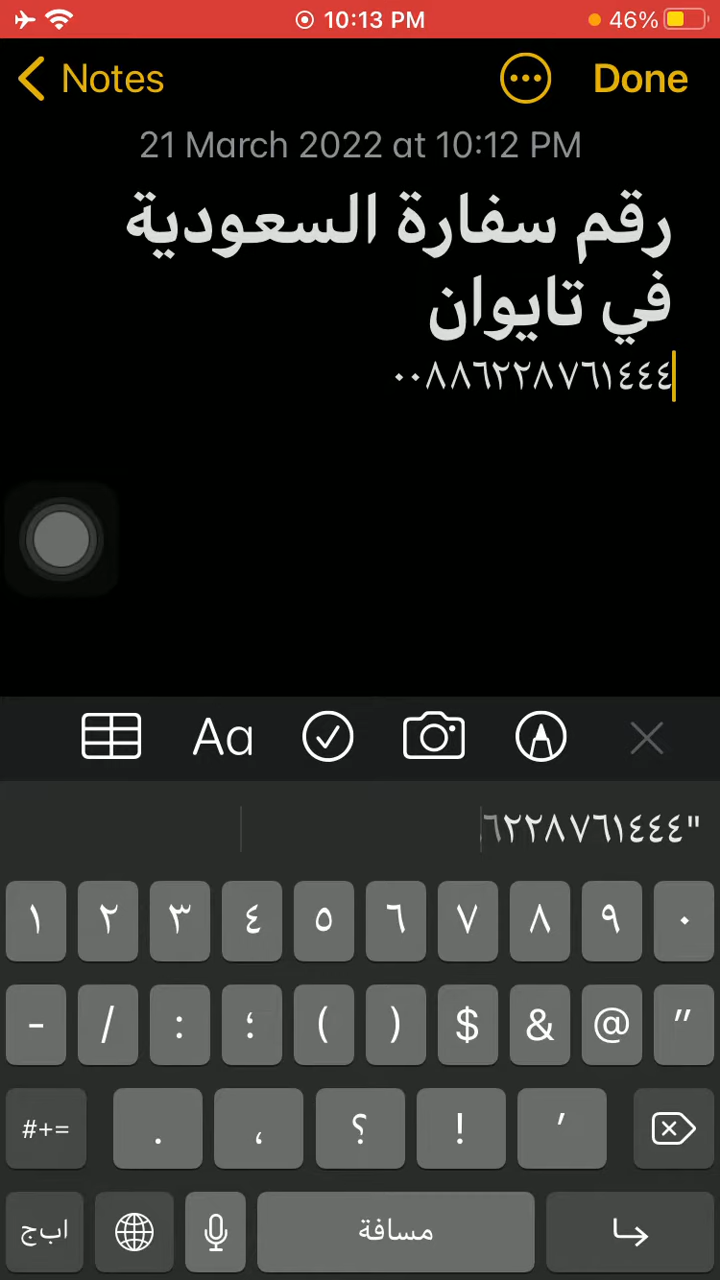 10:13 PM
46%
Notes
Done
21 March 2022 at 10:12 PM
رقم سفارة السعودية
في تايوان
٠٠٨٨٦٢٢٨٧٦١٤٤٤
Aa
٦٢٢٨٧٦١٤٤٤"
١ ٢ ٣ ٤ ٥ ٦ ٧ ٨ ٩ ٠
- / : ؛ ( ) $ & @ "
#+= . ، ؟ ! '
اب‌ج مسافة